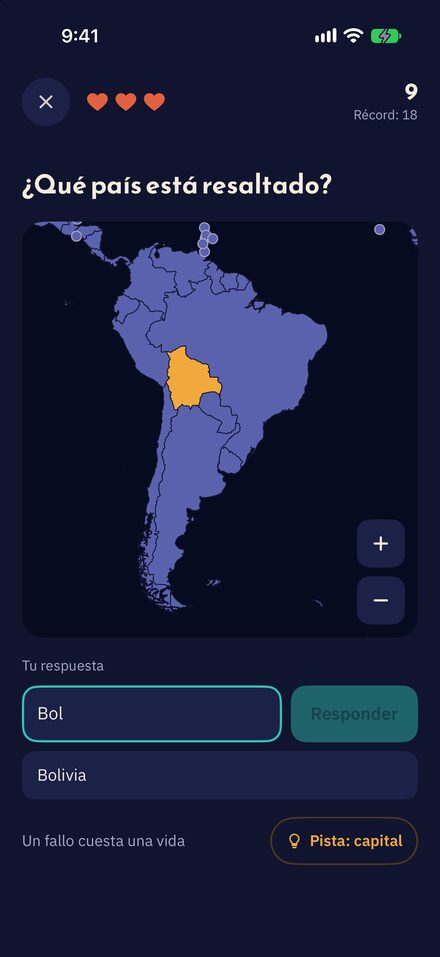 9:41
9
Récord: 18
¿Qué país está resaltado?
Tu respuesta
Bol
Responder
Bolivia
Un fallo cuesta una vida
Pista: capital